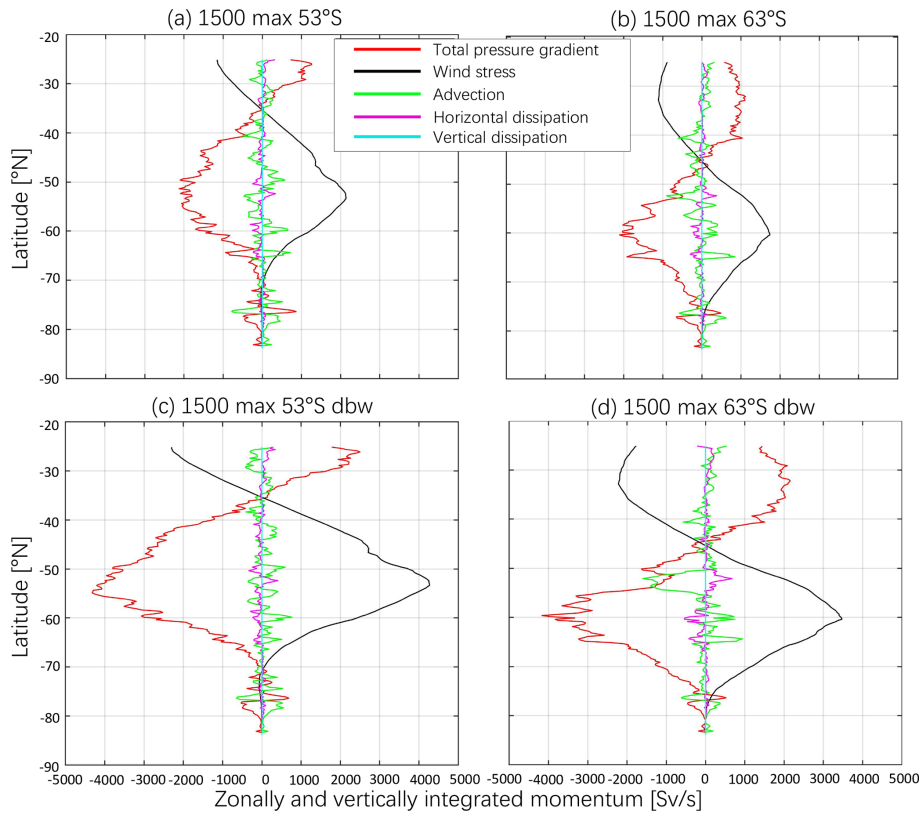 (a) 1500 max 53°S
(b) 1500 max 63°S
-20
-30
-40
-50
-60
-70
-80
-90
Latitude [°N]
Total pressure gradient
Wind stress
Advection
Horizontal dissipation
Vertical dissipation
(c) 1500 max 53°S dbw
(d) 1500 max 63°S dbw
-20
-30
-40
-50
-60
-70
-80
-90
Latitude [°N]
-5000 -4000 -3000 -2000 -1000 0 1000 2000 3000 4000 5000
-4000 -3000 -2000 -1000 0 1000 2000 3000 4000 5000
Zonally and vertically integrated momentum [Sv/s]